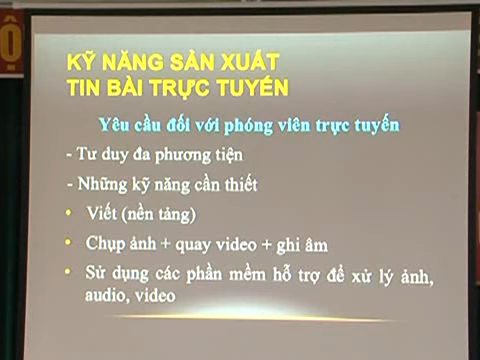 KỸ NĂNG SẢN XUẤT
TIN BÀI TRỰC TUYẾN
Yêu cầu đối với phóng viên trực tuyến
- Tư duy đa phương tiện
- Những kỹ năng cần thiết
• Viết (nền tảng)
• Chụp ảnh + quay video + ghi âm
• Sử dụng các phần mềm hỗ trợ để xử lý ảnh,
audio, video